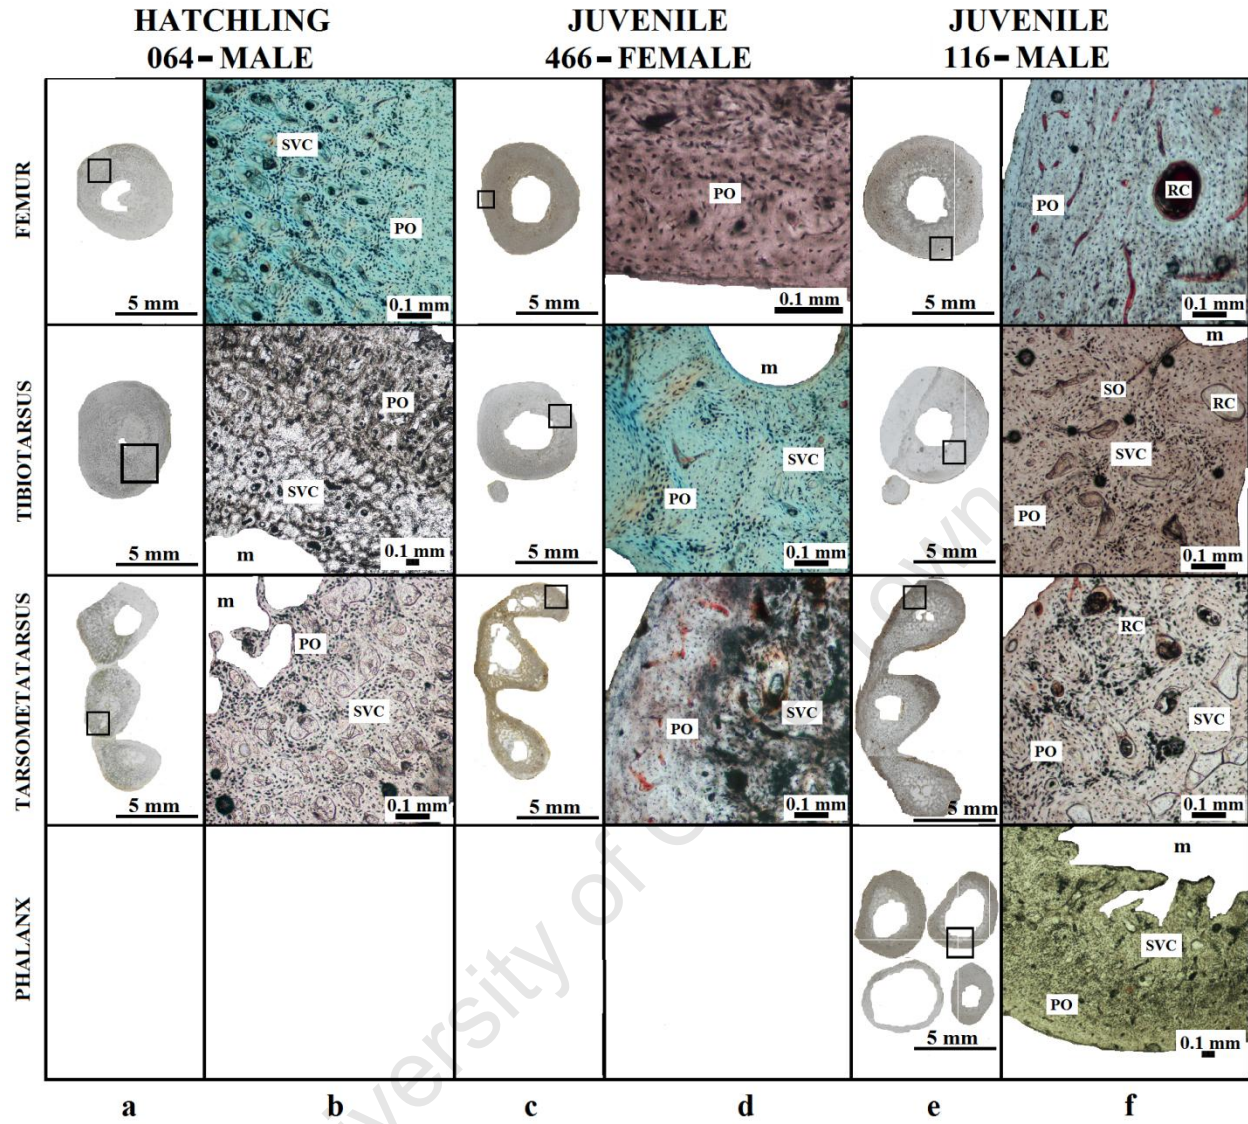 HATCHLING
064–MALE
JUVENILE
466–FEMALE
JUVENILE
116–MALE
FEMUR
5 mm
SVC
PO
0.1 mm
5 mm
PO
0.1 mm
5 mm
PO
RC
0.1 mm
TIBIOTARSUS
5 mm
PO
SVC
m
0.1 mm
5 mm
m
SVC
PO
0.1 mm
5 mm
m
SO
RC
SVC
PO
0.1 mm
TARSOMETATARSUS
5 mm
m
PO
SVC
0.1 mm
5 mm
PO
SVC
0.1 mm
5 mm
RC
SVC
PO
0.1 mm
PHALANX
5 mm
m
SVC
PO
0.1 mm
a b c d e f
University of C own